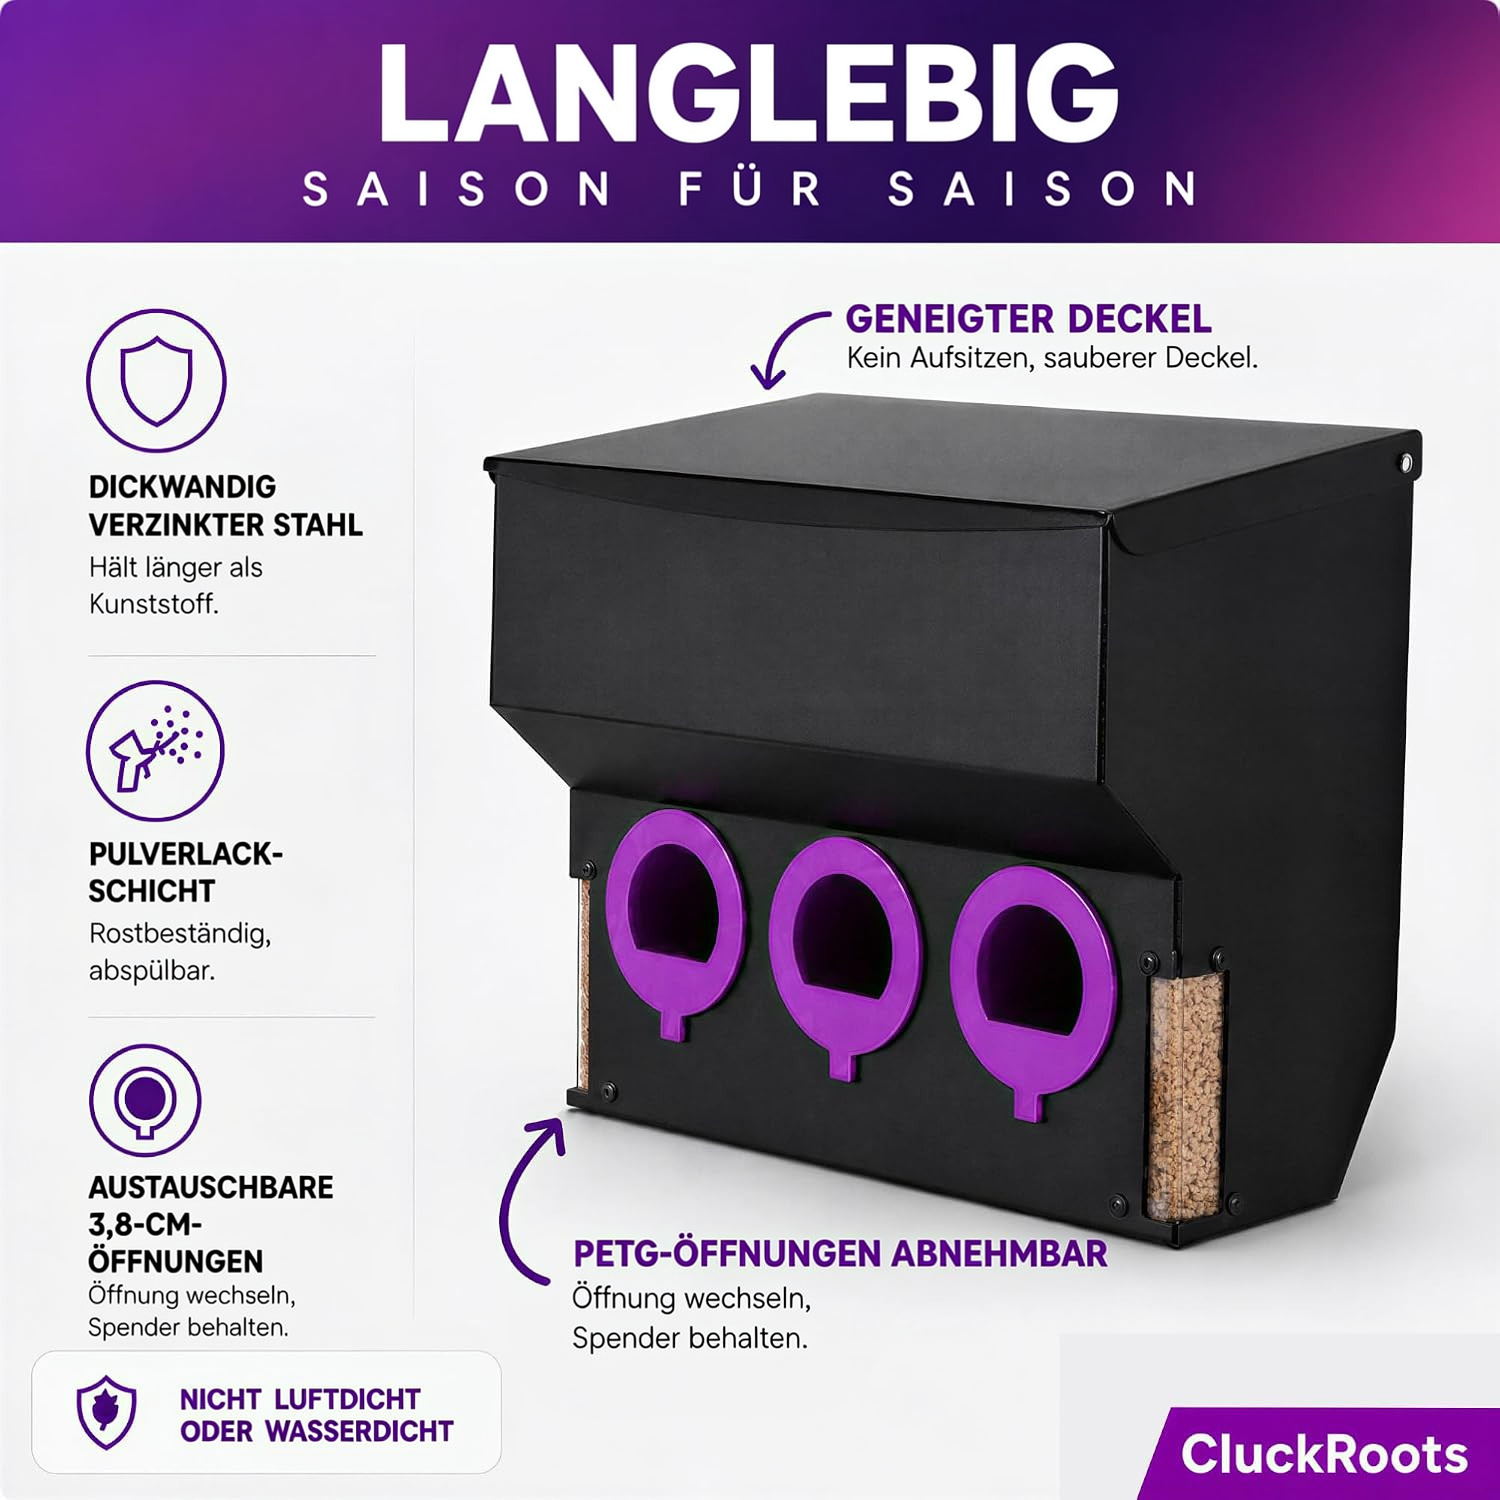 LANGLEBIG
SAISON FÜR SAISON
GENEIGTER DECKEL
Kein Aufsitzen, sauberer Deckel.
DICKWANDIG
VERZINKTER STAHL
Hält länger als
Kunststoff.
PULVERLACK-
SCHICHT
Rostbeständig,
abspülbar.
AUSTAUSCHBARE
3,8-CM-
ÖFFNUNGEN
Öffnung wechseln,
Spender behalten.
PETG-ÖFFNUNGEN ABNEHMBAR
Öffnung wechseln,
Spender behalten.
NICHT LUFTDICHT
ODER WASSERDICHT
CluckRoots